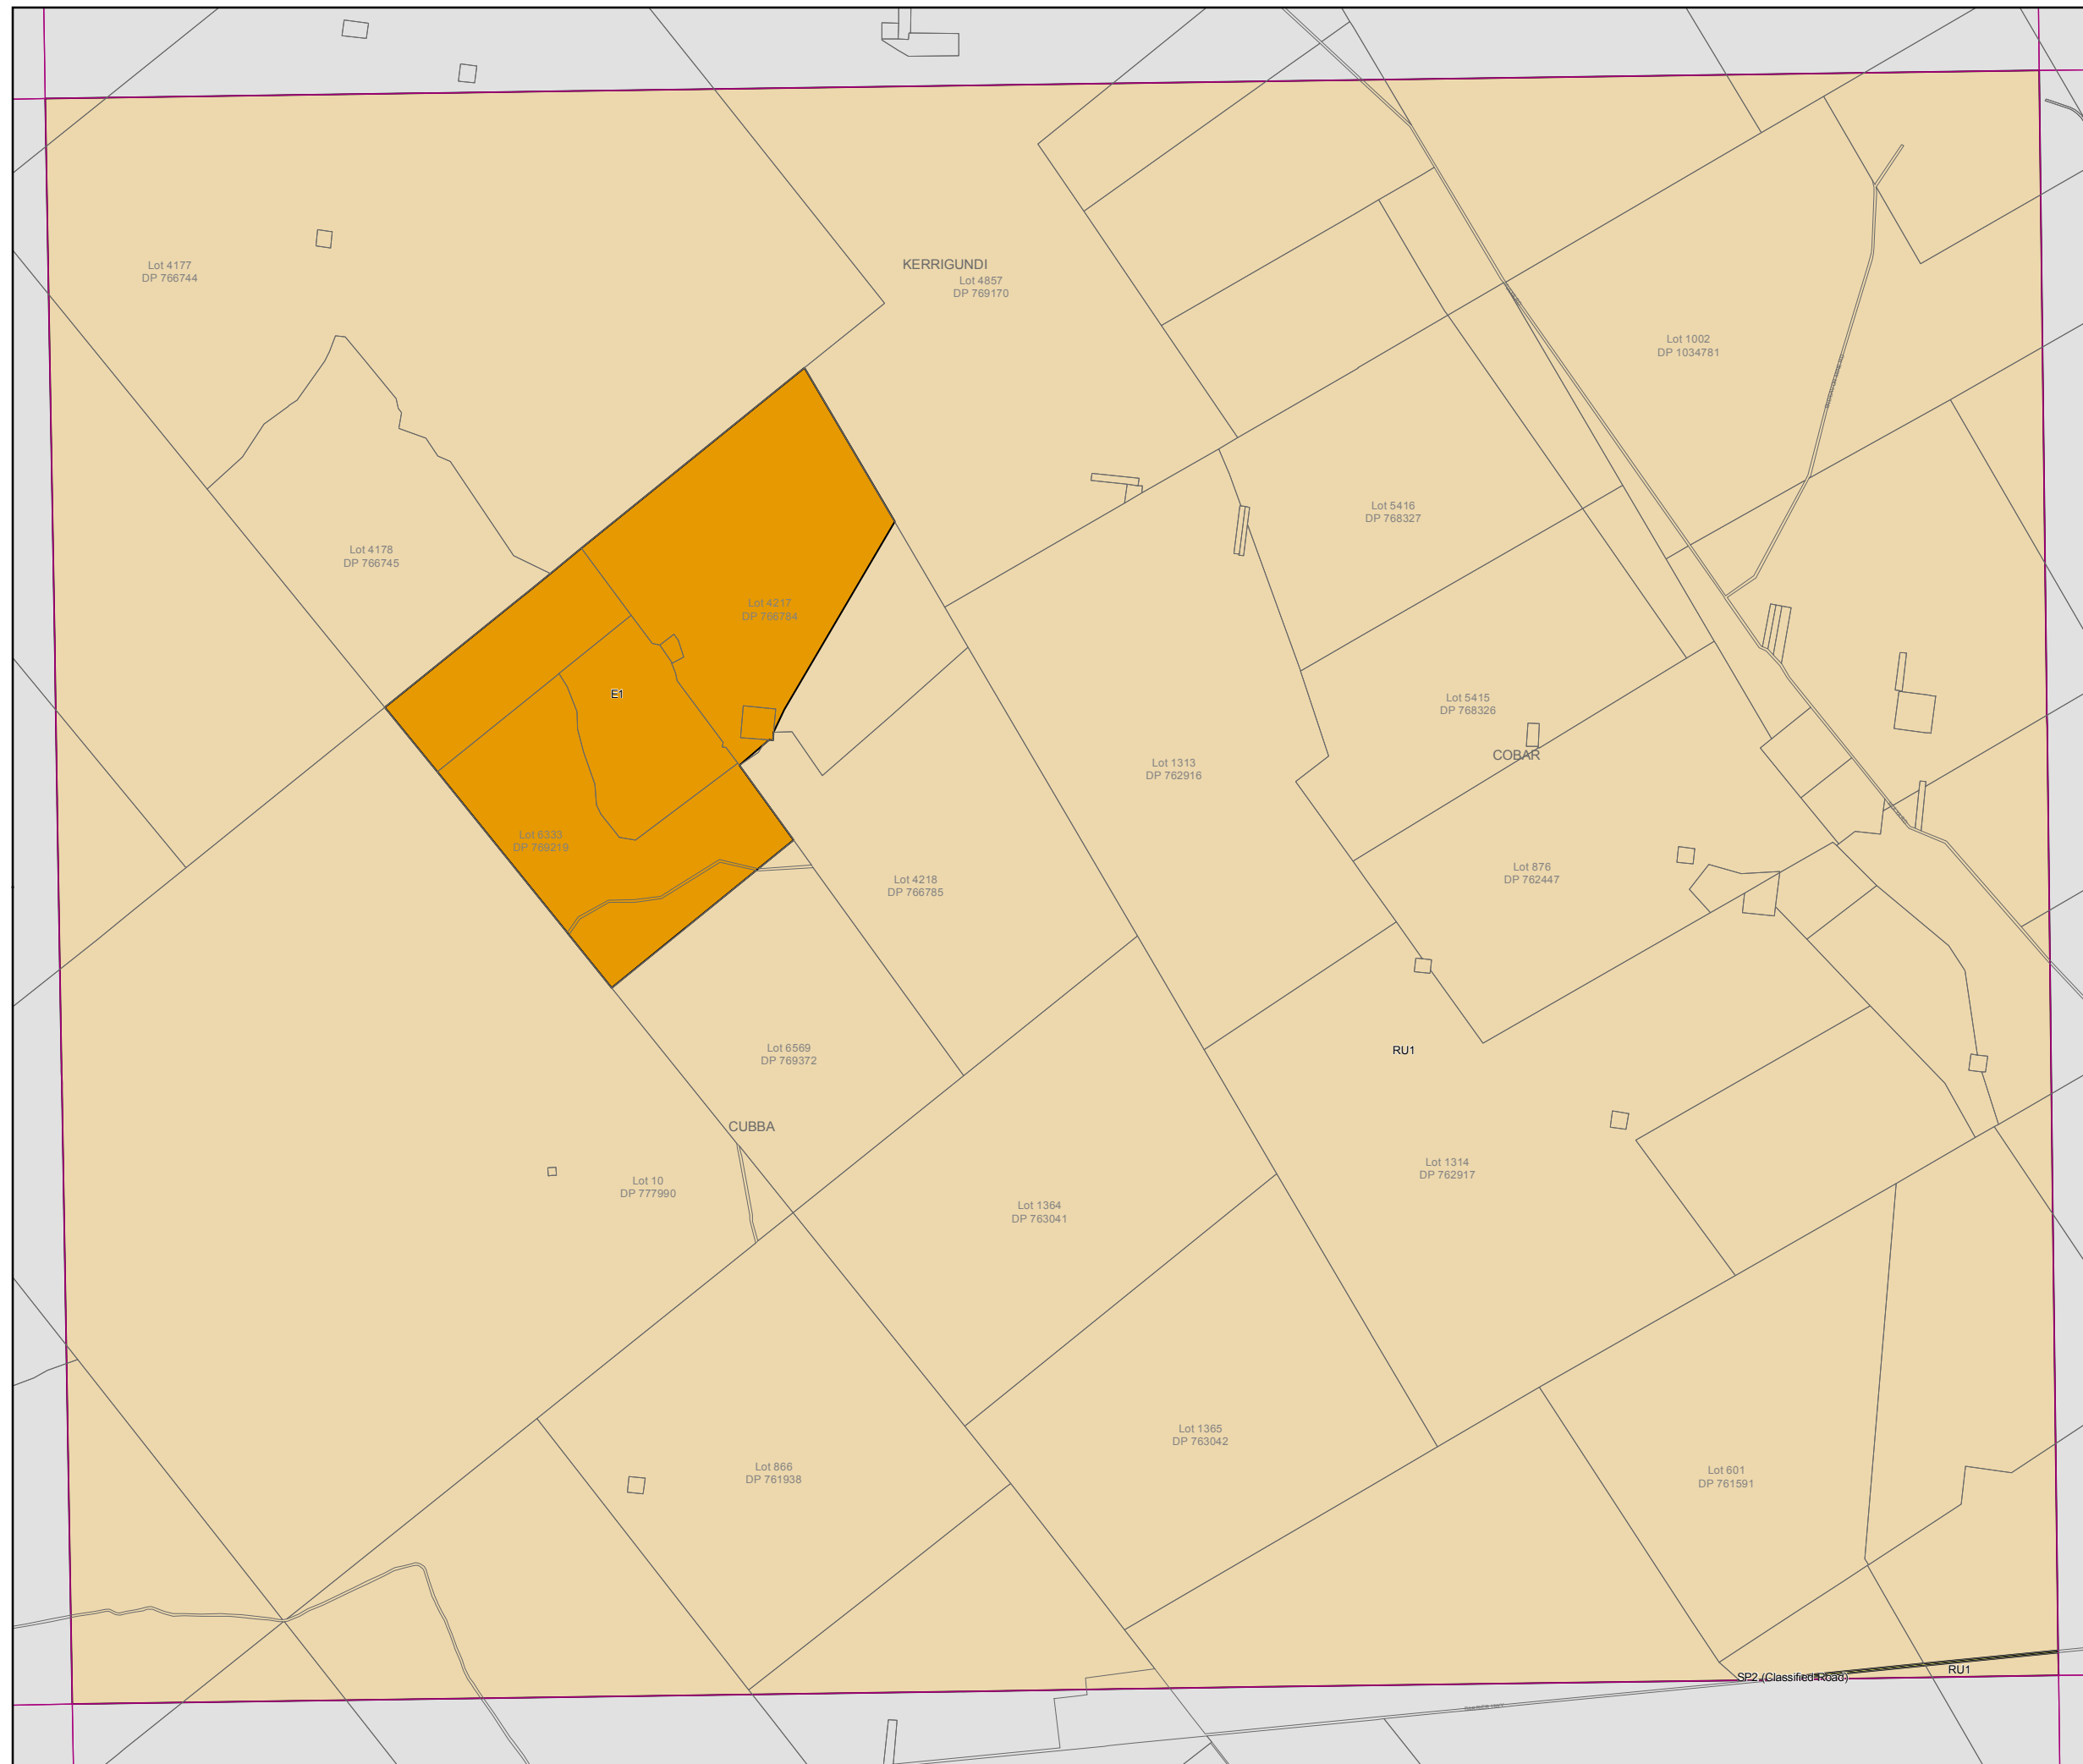 KERRIGUNDI
Lot 4177
DP 766744
Lot 4857
DP 769170
Lot 1002
DP 1034781
Lot 5416
DP 768327
Lot 4178
DP 766745
Lot 4217
DP 766784
E1
Lot 5415
DP 768326
COBAR
Lot 1313
DP 762916
Lot 6333
DP 769219
Lot 876
DP 762447
Lot 4218
DP 766785
Lot 6569
DP 769372
RU1
CUBBA
Lot 1314
DP 762917
Lot 10
DP 777990
Lot 1364
DP 763041
Lot 1365
DP 763042
Lot 866
DP 761938
Lot 601
DP 761591
RU1
SP2 (Classified Road)